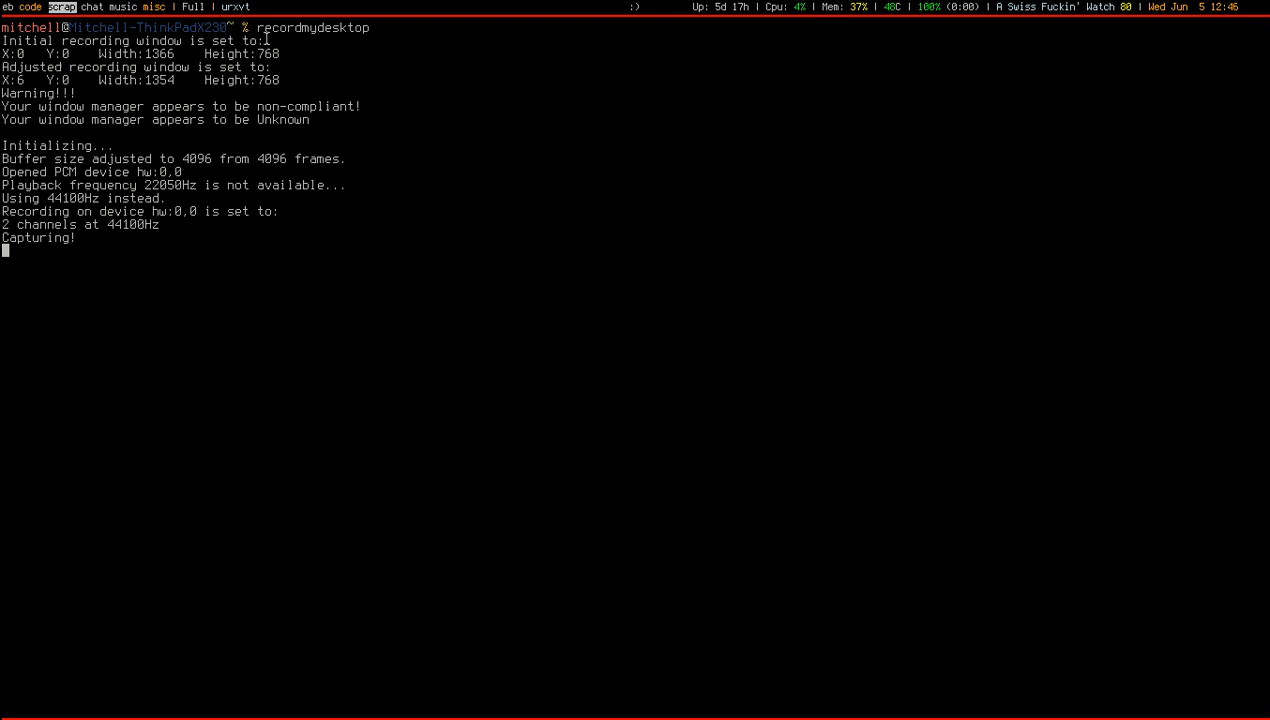 eb code scrap chat music misc | Full | urxvt :) Up: 5d 17h | Cpu: 4% | Mem: 37% | 48C | 100% (0:00) | A Swiss Fuckin' Watch 80 | Wed Jun 5 12:46
mitchell@Mitchell-ThinkPadX230~ % recordmydesktop
Initial recording window is set to:
X:0 Y:0 Width:1366 Height:768
Adjusted recording window is set to:
X:6 Y:0 Width:1354 Height:768
Warning!!!
Your window manager appears to be non-compliant!
Your window manager appears to be Unknown
Initializing...
Buffer size adjusted to 4096 from 4096 frames.
Opened PCM device hw:0,0
Playback frequency 22050Hz is not available...
Using 44100Hz instead.
Recording on device hw:0,0 is set to:
2 channels at 44100Hz
Capturing!